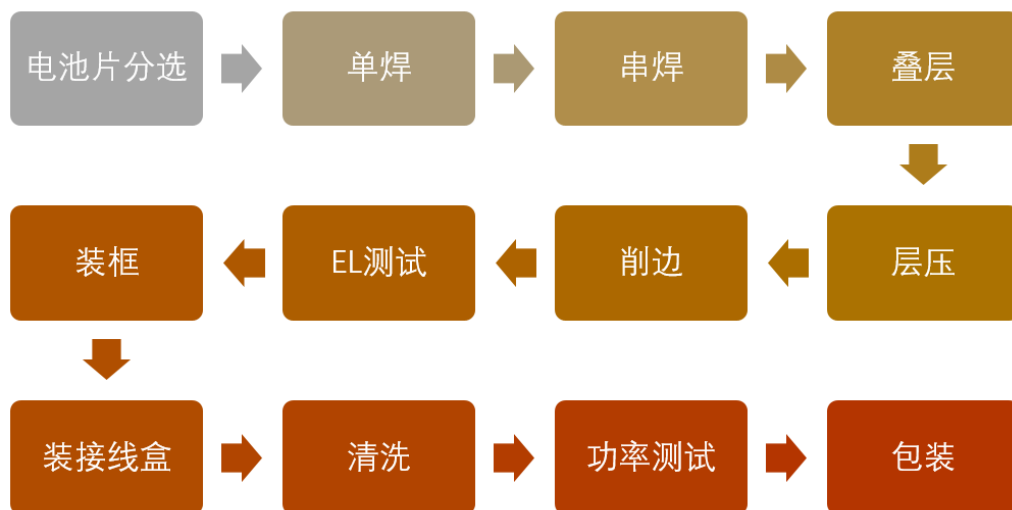 电池片分选
单焊
串焊
叠层
层压
削边
EL测试
装框
装接线盒
清洗
功率测试
包装